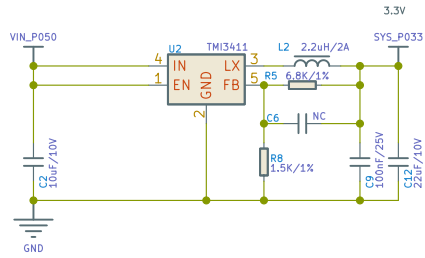 3.3V
VIN_P050
SYS_P033
U2
TMI3411
L2
2.2uH/2A
4
IN
LX
3
1
EN
FB
5
R5
6.8K/1%
GND
2
C6
NC
R8
1.5K/1%
C2
10uF/10V
C9
100nF/25V
C12
22uF/10V
GND